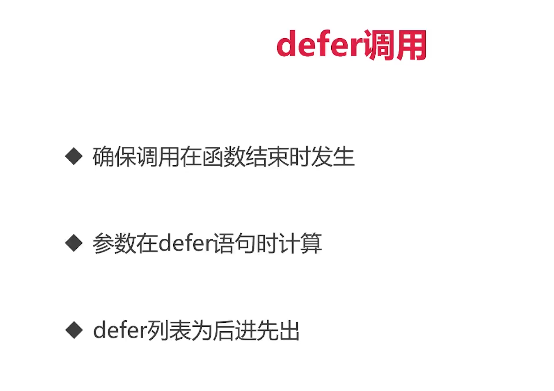 defer调用
◆ 确保调用在函数结束时发生
◆ 参数在defer语句时计算
◆ defer列表为后进先出